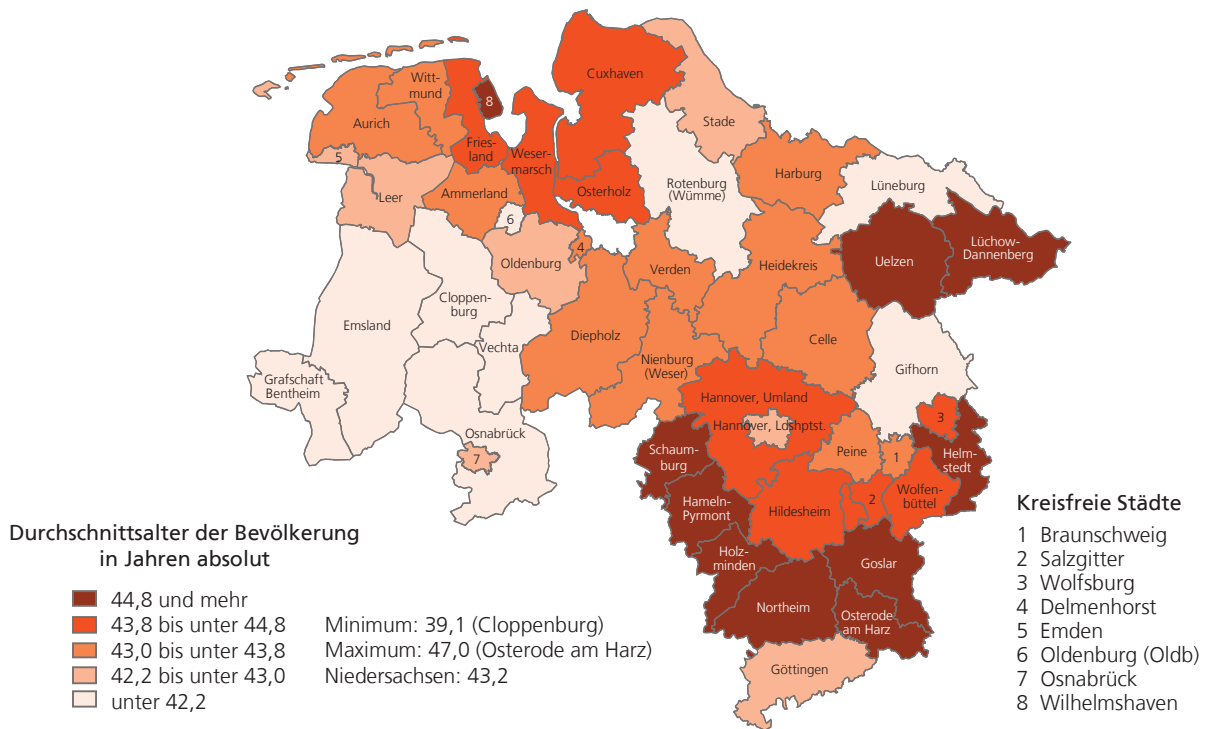 Cuxhaven
Witt-
mund
8
Stade
Aurich
Fries-
land
Weser-
marsch
5
Harburg
Osterholz
Rotenburg
(Wümme)
Lüneburg
Leer
Ammerland
6
4
Lüchow-
Dannenberg
Uelzen
Oldenburg
Verden
Heidekreis
Cloppen-
burg
Emsland
Diepholz
Celle
Vechta
Nienburg
(Weser)
Gifhorn
Grafschaft
Bentheim
Hannover, Umland
3
Hannover, Ldshptst.
Osnabrück
7
Schaum-
burg
Peine
1
Helm-
stedt
Hameln-
Pyrmont
Hildesheim
2
Wolfen-
büttel
Holz-
minden
Goslar
Northeim
Osterode
am Harz
Göttingen
Durchschnittsalter der Bevölkerung
in Jahren absolut
44,8 und mehr
43,8 bis unter 44,8
43,0 bis unter 43,8
42,2 bis unter 43,0
unter 42,2
Minimum: 39,1 (Cloppenburg)
Maximum: 47,0 (Osterode am Harz)
Niedersachsen: 43,2
Kreisfreie Städte
1 Braunschweig
2 Salzgitter
3 Wolfsburg
4 Delmenhorst
5 Emden
6 Oldenburg (Oldb)
7 Osnabrück
8 Wilhelmshaven